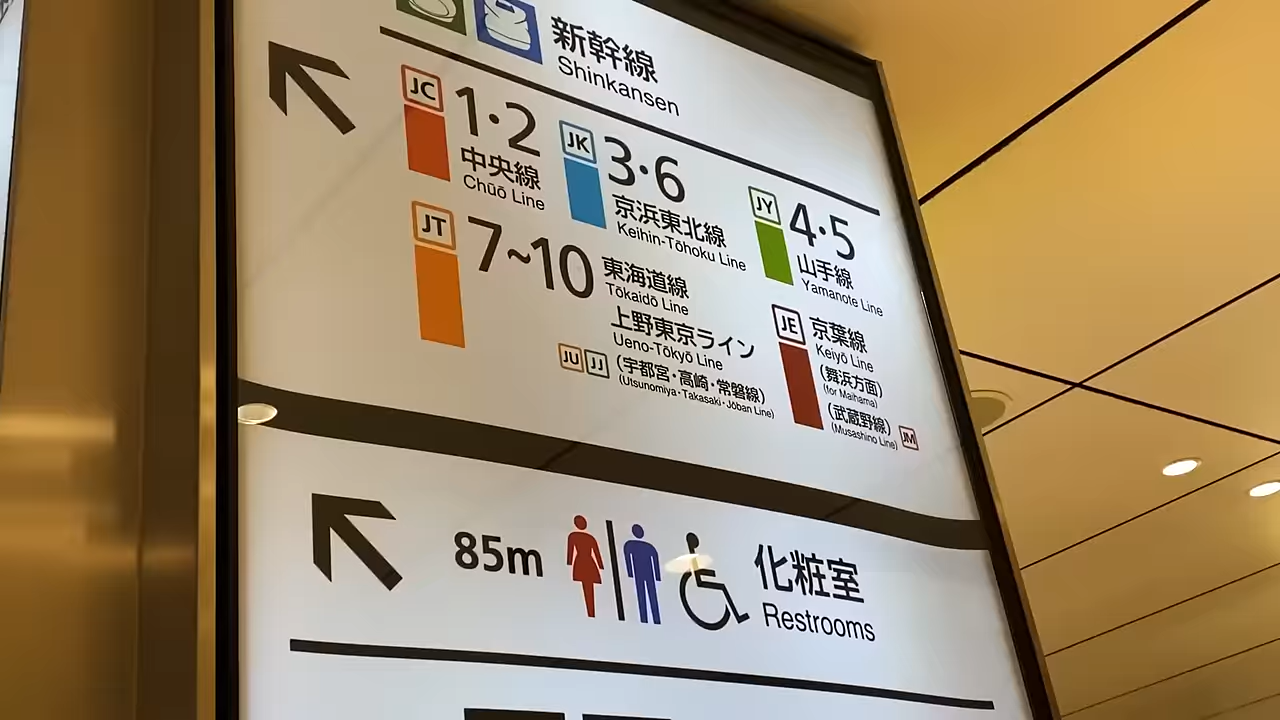 新幹線
Shinkansen
JC 1·2
中央線
Chūō Line
JK 3·6
京浜東北線
Keihin-Tōhoku Line
JY 4·5
山手線
Yamanote Line
JT 7~10
東海道線
Tōkaidō Line
上野東京ライン
Ueno-Tōkyō Line
JU JJ (宇都宮・高崎・常磐線)
(Utsunomiya・Takasaki・Jōban Line)
JE 京葉線
Keiyō Line
(舞浜方面)
(for Maihama)
(武蔵野線) JM
(Musashino Line)
85m 化粧室
Restrooms